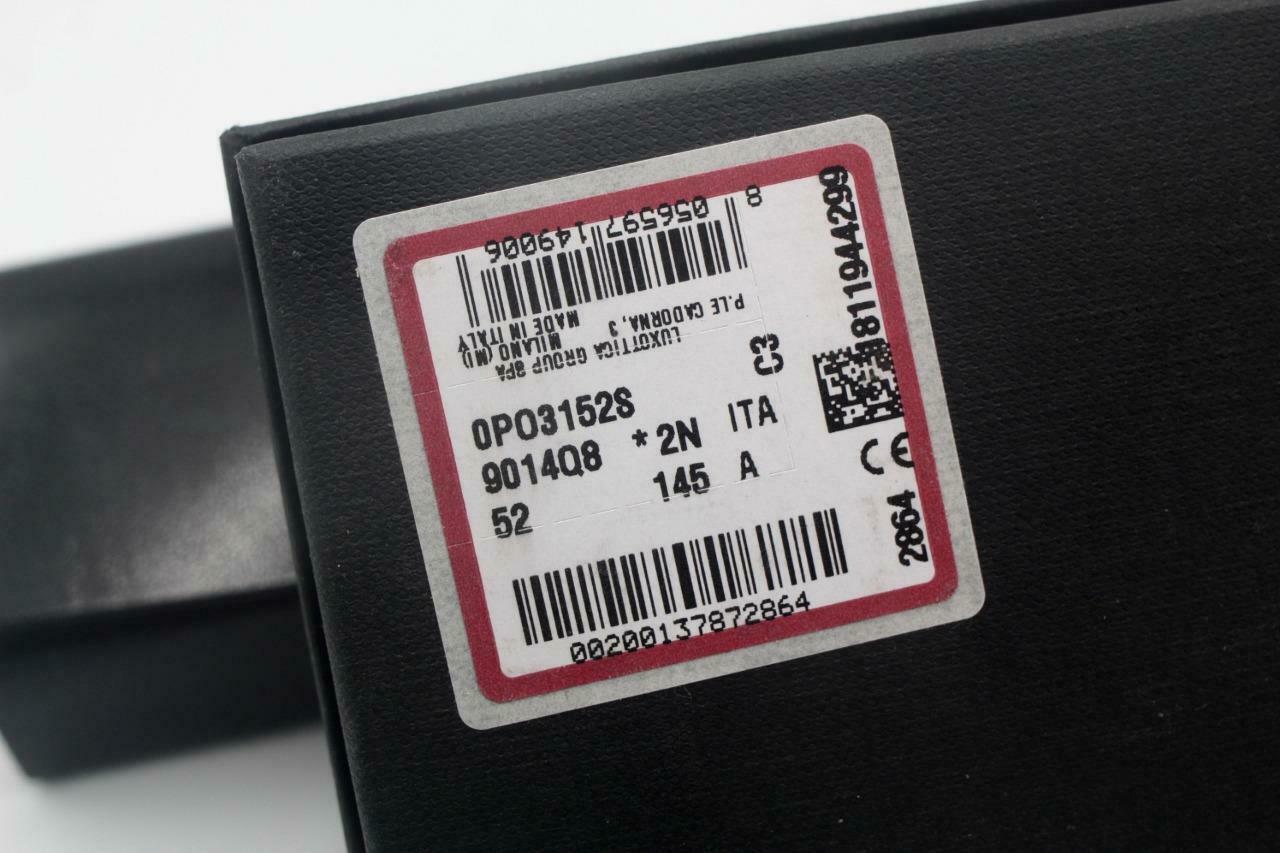 8 056597 149006
LUXOTTICA GROUP SPA
P.LE CADORNA, 3
MILANO (MI)
MADE IN ITALY
C3
0PO3152S
9014Q8 * 2N ITA
52 145 A
00200137872864
1811944299
CE
2864